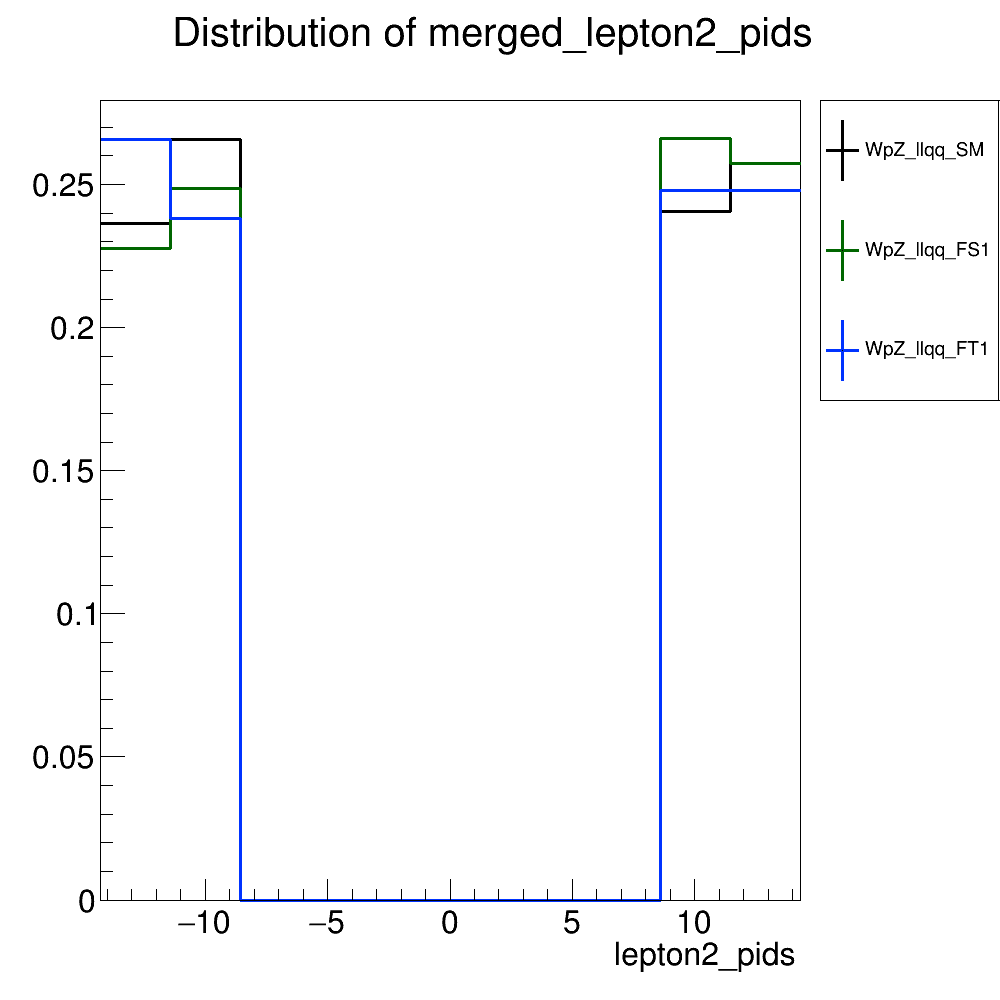 Distribution of merged_lepton2_pids
WpZ_llqq_SM
WpZ_llqq_FS1
WpZ_llqq_FT1
0.25
0.2
0.15
0.1
0.05
0
−10 −5 0 5 10
lepton2_pids